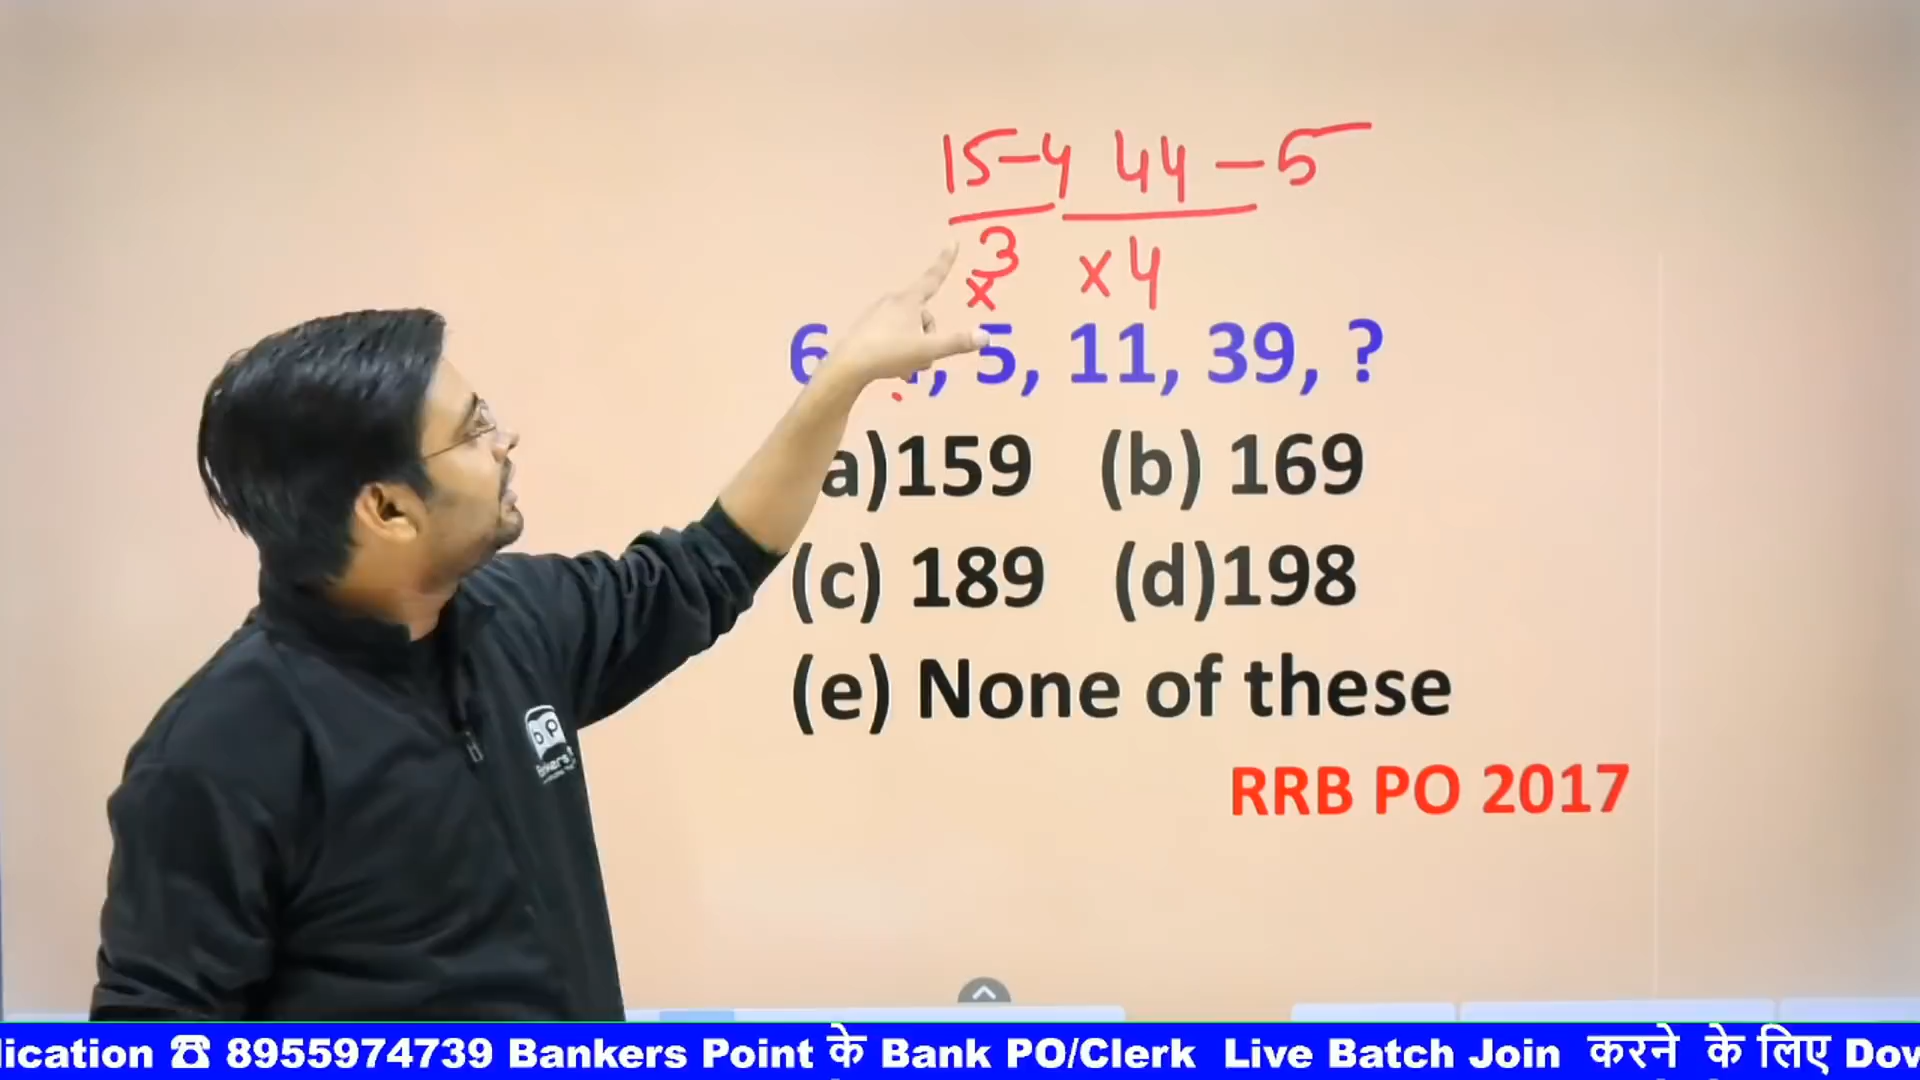 15-4 44-5
×3 ×4
6 5, 11, 39, ?
a)159 (b) 169
(c) 189 (d)198
(e) None of these
RRB PO 2017
lication ☎ 8955974739 Bankers Point के Bank PO/Clerk Live Batch Join करने के लिए Dow